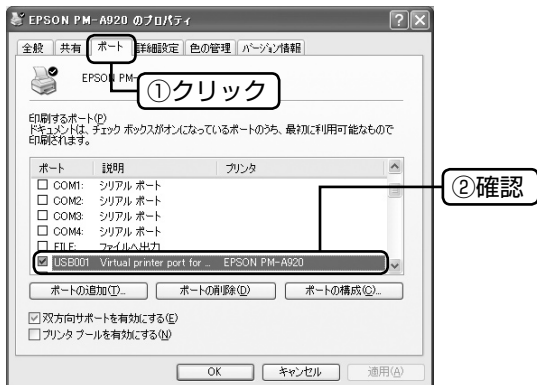 EPSON PM-A920 のプロパティ
全般 共有 ポート 詳細設定 色の管理 バージョン情報
EPSON PM-
①クリック
印刷するポート(P)
ドキュメントは、チェック ボックスがオンになっているポートのうち、最初に利用可能なもので
印刷されます。
ポート 説明 プリンタ
COM1: シリアル ポート
COM2: シリアル ポート
COM3: シリアル ポート
COM4: シリアル ポート
FILE: ファイルへ出力
USB001 Virtual printer port for ... EPSON PM-A920
②確認
ポートの追加(T)... ポートの削除(D) ポートの構成(C)...
双方向サポートを有効にする(E)
プリンタ プールを有効にする(N)
OK キャンセル 適用(A)